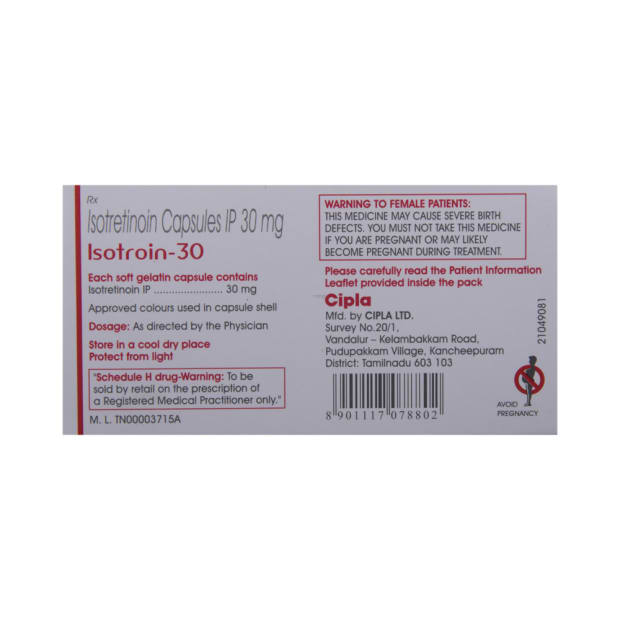 Rx
Isotretinoin Capsules IP 30 mg
Isotroin-30
Each soft gelatin capsule contains
Isotretinoin IP ........................ 30 mg
Approved colours used in capsule shell
Dosage: As directed by the Physician
Store in a cool dry place
Protect from light
"Schedule H drug-Warning: To be
sold by retail on the prescription of
a Registered Medical Practitioner only."
M. L. TN00003715A
WARNING TO FEMALE PATIENTS:
THIS MEDICINE MAY CAUSE SEVERE BIRTH
DEFECTS. YOU MUST NOT TAKE THIS MEDICINE
IF YOU ARE PREGNANT OR MAY LIKELY
BECOME PREGNANT DURING TREATMENT.
Please carefully read the Patient Information
Leaflet provided inside the pack
Cipla
Mfd. by CIPLA LTD.
Survey No.20/1,
Vandalur – Kelambakkam Road,
Pudupakkam Village, Kancheepuram
District: Tamilnadu 603 103
8 901117 078802
21049081
AVOID
PREGNANCY